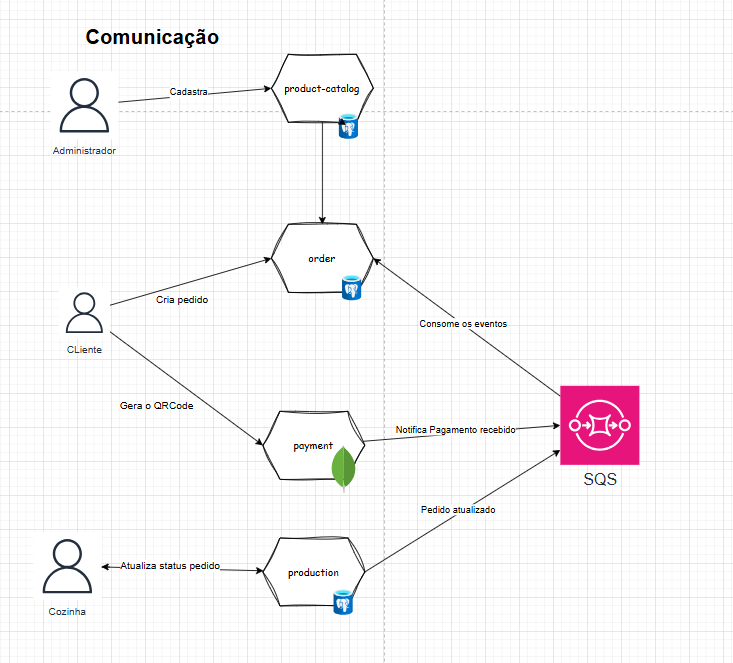 Comunicação
Cadastra
product-catalog
Administrador
order
Cria pedido
Consome os eventos
CLiente
Gera o QRCode
Notifica Pagamento recebido
payment
SQS
Pedido atualizado
Atualiza status pedido
production
Cozinha